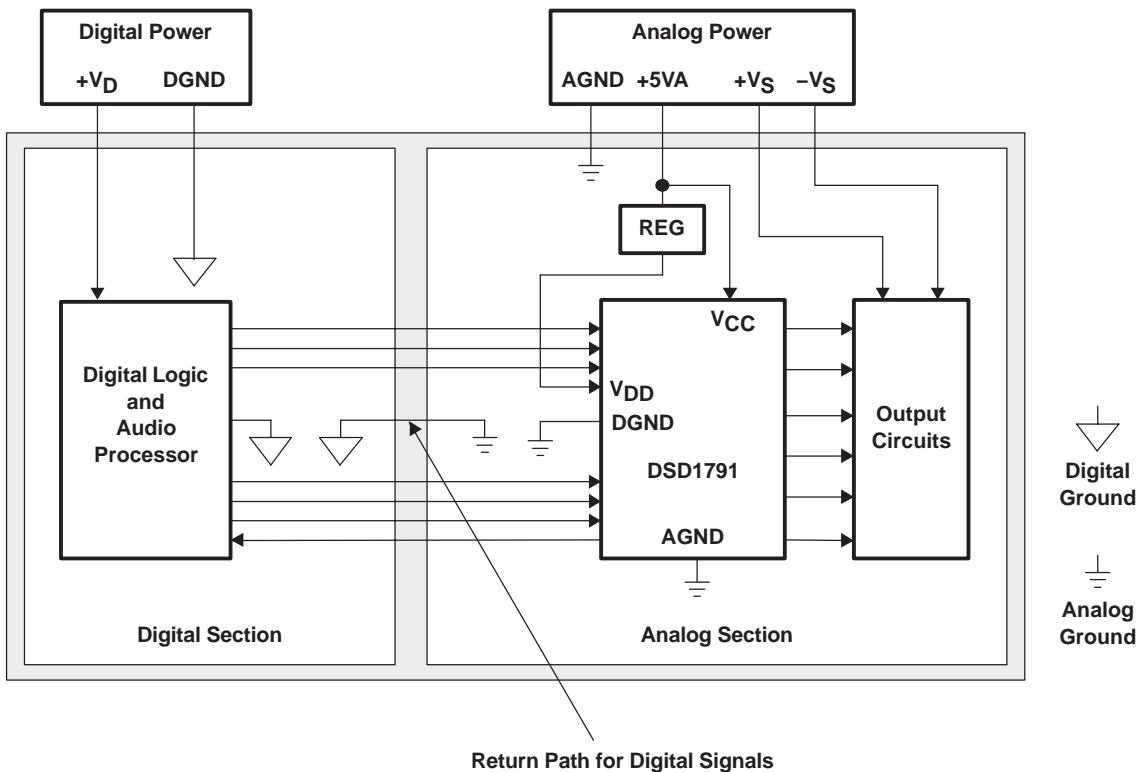 Digital Power
+VD DGND
Analog Power
AGND +5VA +VS –VS
REG
VCC
Digital Logic
and
Audio
Processor
VDD
DGND
DSD1791
AGND
Output
Circuits
Digital
Ground
Analog
Ground
Digital Section
Analog Section
Return Path for Digital Signals